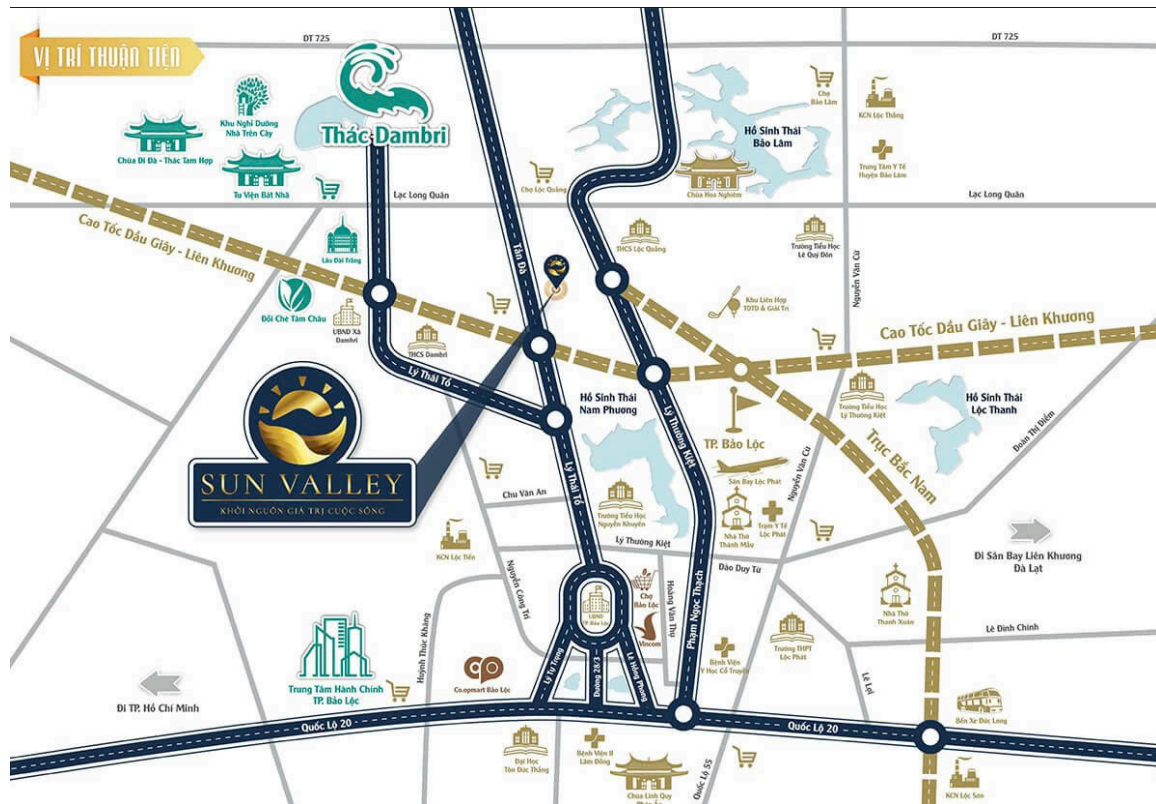 VỊ TRÍ THUẬN TIỆN
DT 725
DT 725
Khu Nghỉ Dưỡng
Nhà Trên Cây
Thác Dambri
Chùa Di Đà - Thác Tam Hợp
Tu Viện Bát Nhã
Chợ
Bảo Lâm
KCN Lộc Thắng
Hồ Sinh Thái
Bảo Lâm
Trung Tâm Y Tế
Huyện Bảo Lâm
Chợ Lộc Quảng
Chùa Hoa Nghiêm
Lạc Long Quân
Lạc Long Quân
Cao Tốc Dầu Giây - Liên Khương
Lầu Đài Trắng
Tản Đà
THCS Lộc Quảng
Trường Tiểu Học
Lê Quý Đôn
Nguyễn Văn Cừ
Đồi Chè Tâm Châu
UBND Xã
Dambri
THCS Dambri
Khu Liên Hợp
TDTD & Giải Trí
Cao Tốc Dầu Giây - Liên Khương
Lý Thái Tổ
Hồ Sinh Thái
Nam Phương
Lý Thường Kiệt
TP. Bảo Lộc
Trường Tiểu Học
Lý Thường Kiệt
Hồ Sinh Thái
Lộc Thanh
Đoàn Thị Điểm
Trục Bắc Nam
SUN VALLEY
KHỞI NGUỒN GIÁ TRỊ CUỘC SỐNG
Lý Thái Tổ
Chu Văn An
Trường Tiểu Học
Nguyễn Khuyến
Sân Bay Lộc Phát
Nguyễn Văn Cừ
Nhà Thờ
Thánh Mẫu
Trạm Y Tế
Lộc Phát
KCN Lộc Tiến
Lý Thường Kiệt
Đào Duy Từ
Đi Sân Bay Liên Khương
Đà Lạt
Nguyễn Công Trứ
UBND
TP. Bảo Lộc
Chợ
Bảo Lộc
Vincom
Hoàng Văn Thụ
Phạm Ngọc Thạch
Nhà Thờ
Thanh Xuân
Lê Đình Chinh
Huỳnh Thúc Kháng
Trung Tâm Hành Chính
TP. Bảo Lộc
Co.opmart Bảo Lộc
Lý Tự Trọng
Đường 28/3
Lê Hồng Phong
Bệnh Viện
Y Học Cổ Truyền
Trường THPT
Lộc Phát
Lê Lợi
Đi TP. Hồ Chí Minh
Quốc Lộ 20
Quốc Lộ 20
Bến Xe Đức Long
Đại Học
Tôn Đức Thắng
Bệnh Viện II
Lâm Đồng
Chùa Linh Quy
Quốc Lộ 55
KCN Lộc Sơn